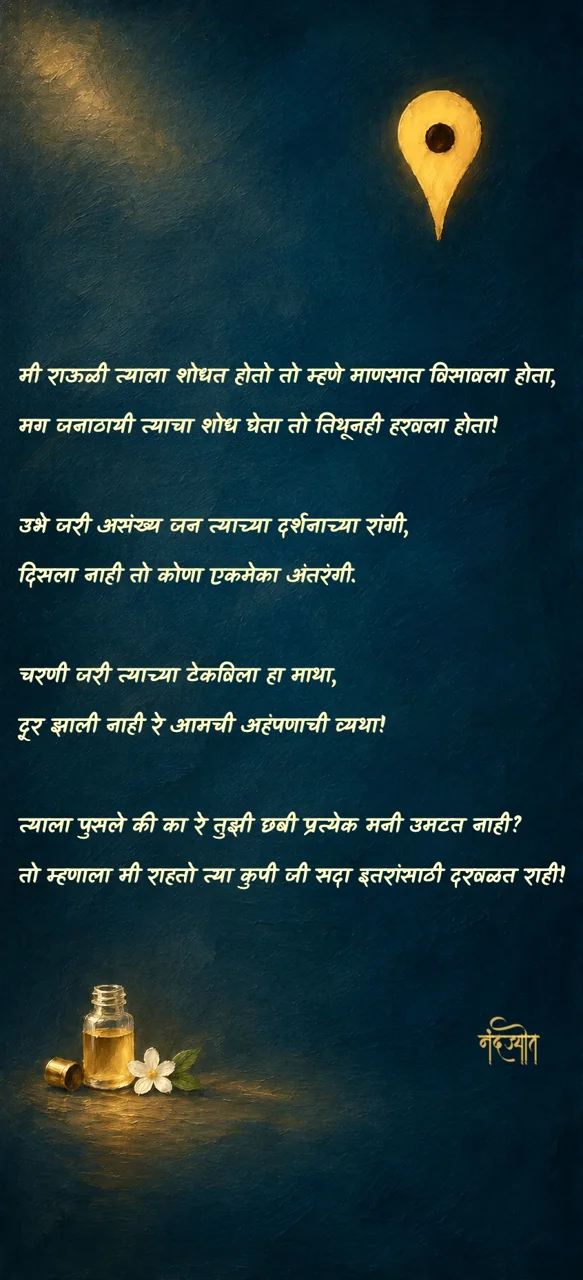 मी राऊळी त्याला शोधत होतो तो म्हणे माणसात विसावला होता,
मग जनाठायी त्याचा शोध घेता तो तिथूनही हरवला होता!
उभे जरी असंख्य जन त्याच्या दर्शनाच्या रांगी,
दिसला नाही तो कोणा एकमेका अंतरंगी.
चरणी जरी त्याच्या टेकविला हा माथा,
दूर झाली नाही रे आमची अहंपणाची व्यथा!
त्याला पुसले की का रे तुझी छबी प्रत्येक मनी उमटत नाही?
तो म्हणाला मी राहतो त्या कुपी जी सदा इतरांसाठी दरवळत राही!
नंदज्योत